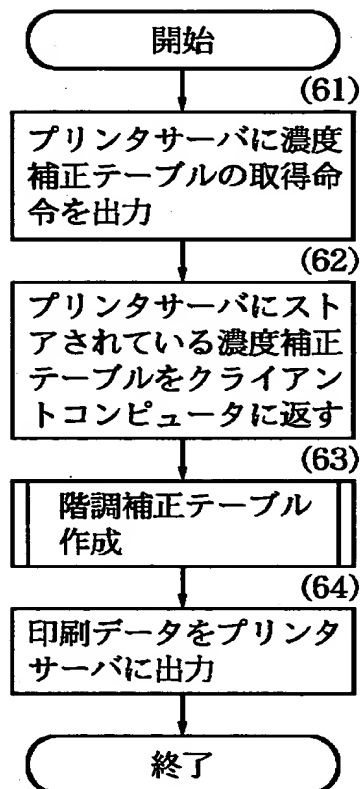 開始
(61)
プリンタサーバに濃度
補正テーブルの取得命
令を出力
(62)
プリンタサーバにスト
アされている濃度補正
テーブルをクライアン
トコンピュータに返す
(63)
階調補正テーブル
作成
(64)
印刷データをプリンタ
サーバに出力
終了